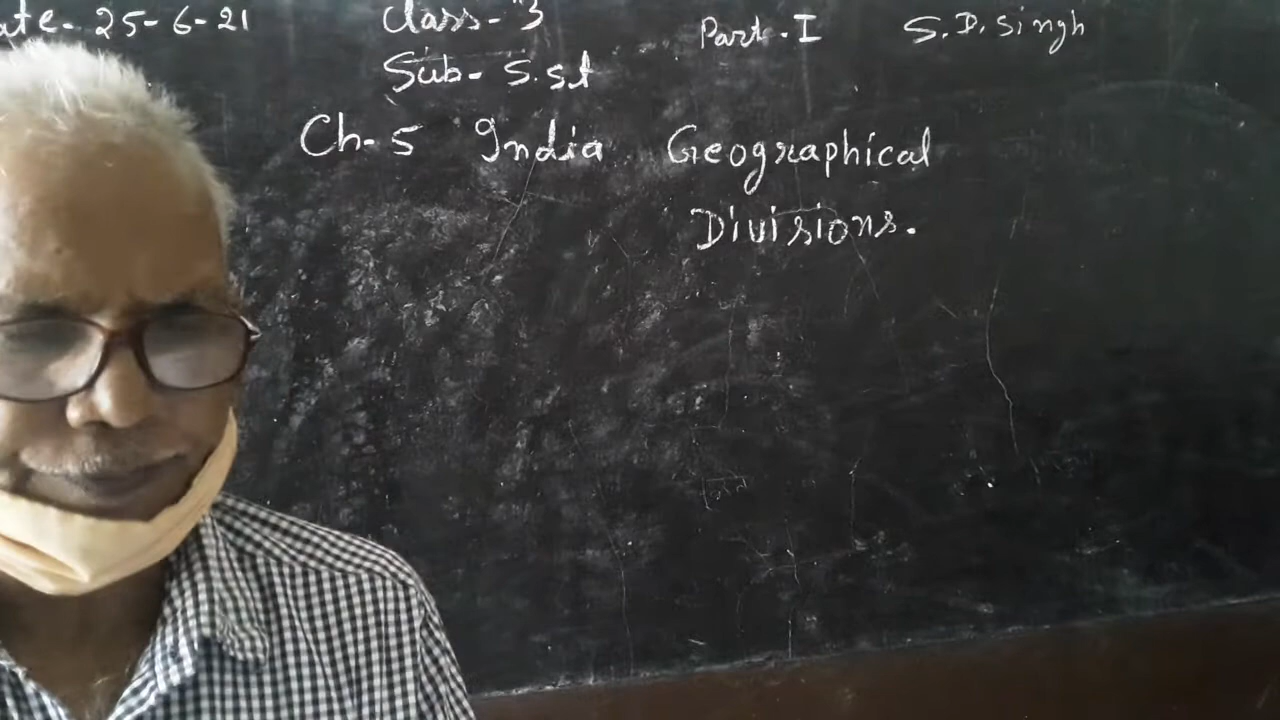 ate- 25-6-21 Class-3 Part-I S.D. Singh
Sub- S.st
Ch-5 India Geographical
Divisions.